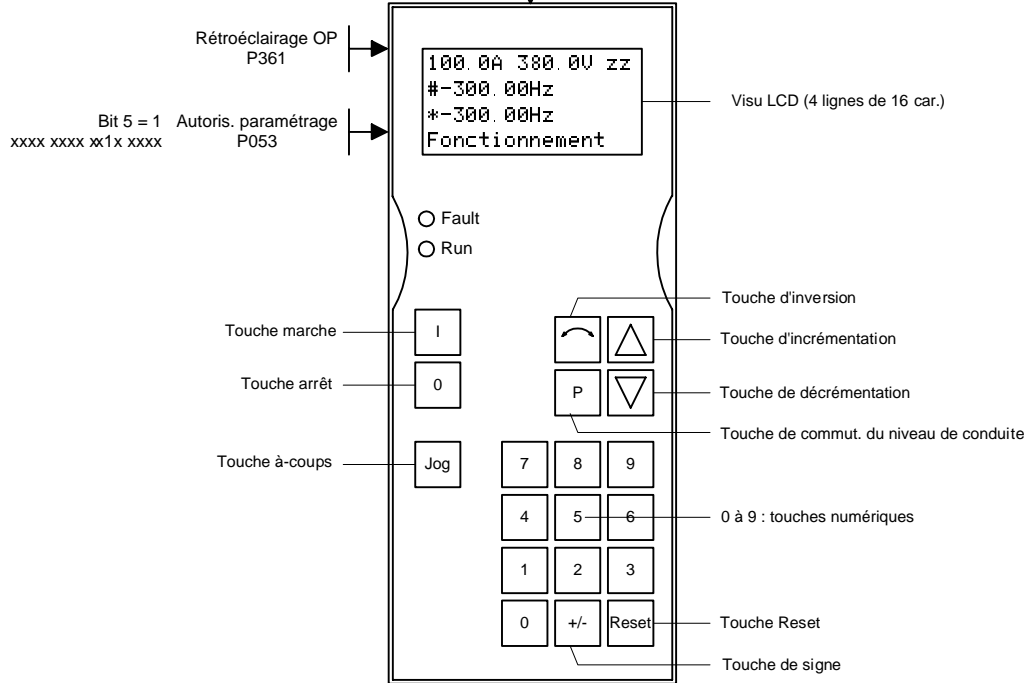 Rétroéclairage OP
P361
100.0A 380.0V zz
#-300.00Hz
*-300.00Hz
Fonctionnement
Visu LCD (4 lignes de 16 car.)
Bit 5 = 1
xxxx xxxx xx1x xxxx
Autoris. paramétrage
P053
Fault
Run
Touche d'inversion
Touche marche
I
Touche d'incrémentation
Touche arrêt
0
P
Touche de décrémentation
Touche de commut. du niveau de conduite
Touche à-coups
Jog
7 8 9
4 5 6
0 à 9 : touches numériques
1 2 3
0 +/- Reset
Touche Reset
Touche de signe